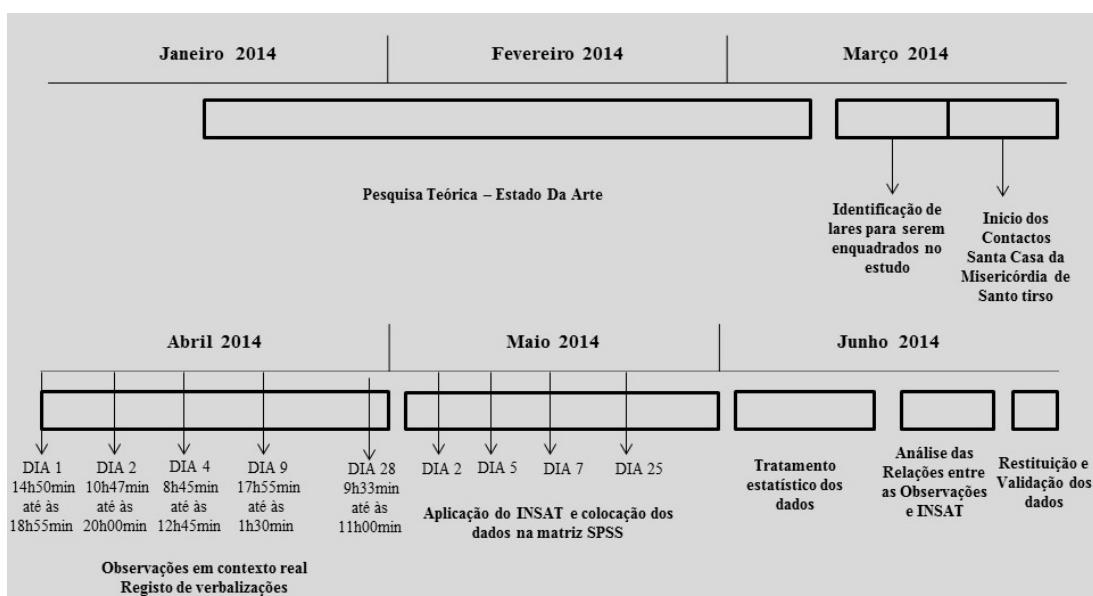 Janeiro 2014
Fevereiro 2014
Março 2014
Pesquisa Teórica – Estado Da Arte
Identificação de
lares para serem
enquadrados no
estudo
Inicio dos
Contactos
Santa Casa da
Misericórdia de
Santo tirso
Abril 2014
Maio 2014
Junho 2014
DIA 1
14h50min
até às
18h55min
DIA 2
10h47min
até às
20h00min
DIA 4
8h45min
até às
12h45min
DIA 9
17h55min
até às
1h30min
DIA 28
9h33min
até às
11h00min
Observações em contexto real
Registo de verbalizações
DIA 2
DIA 5
DIA 7
DIA 25
Aplicação do INSAT e colocação dos
dados na matriz SPSS
Tratamento
estatístico dos
dados
Análise das
Relações entre
as Observações
e INSAT
Restituição e
Validação dos
dados